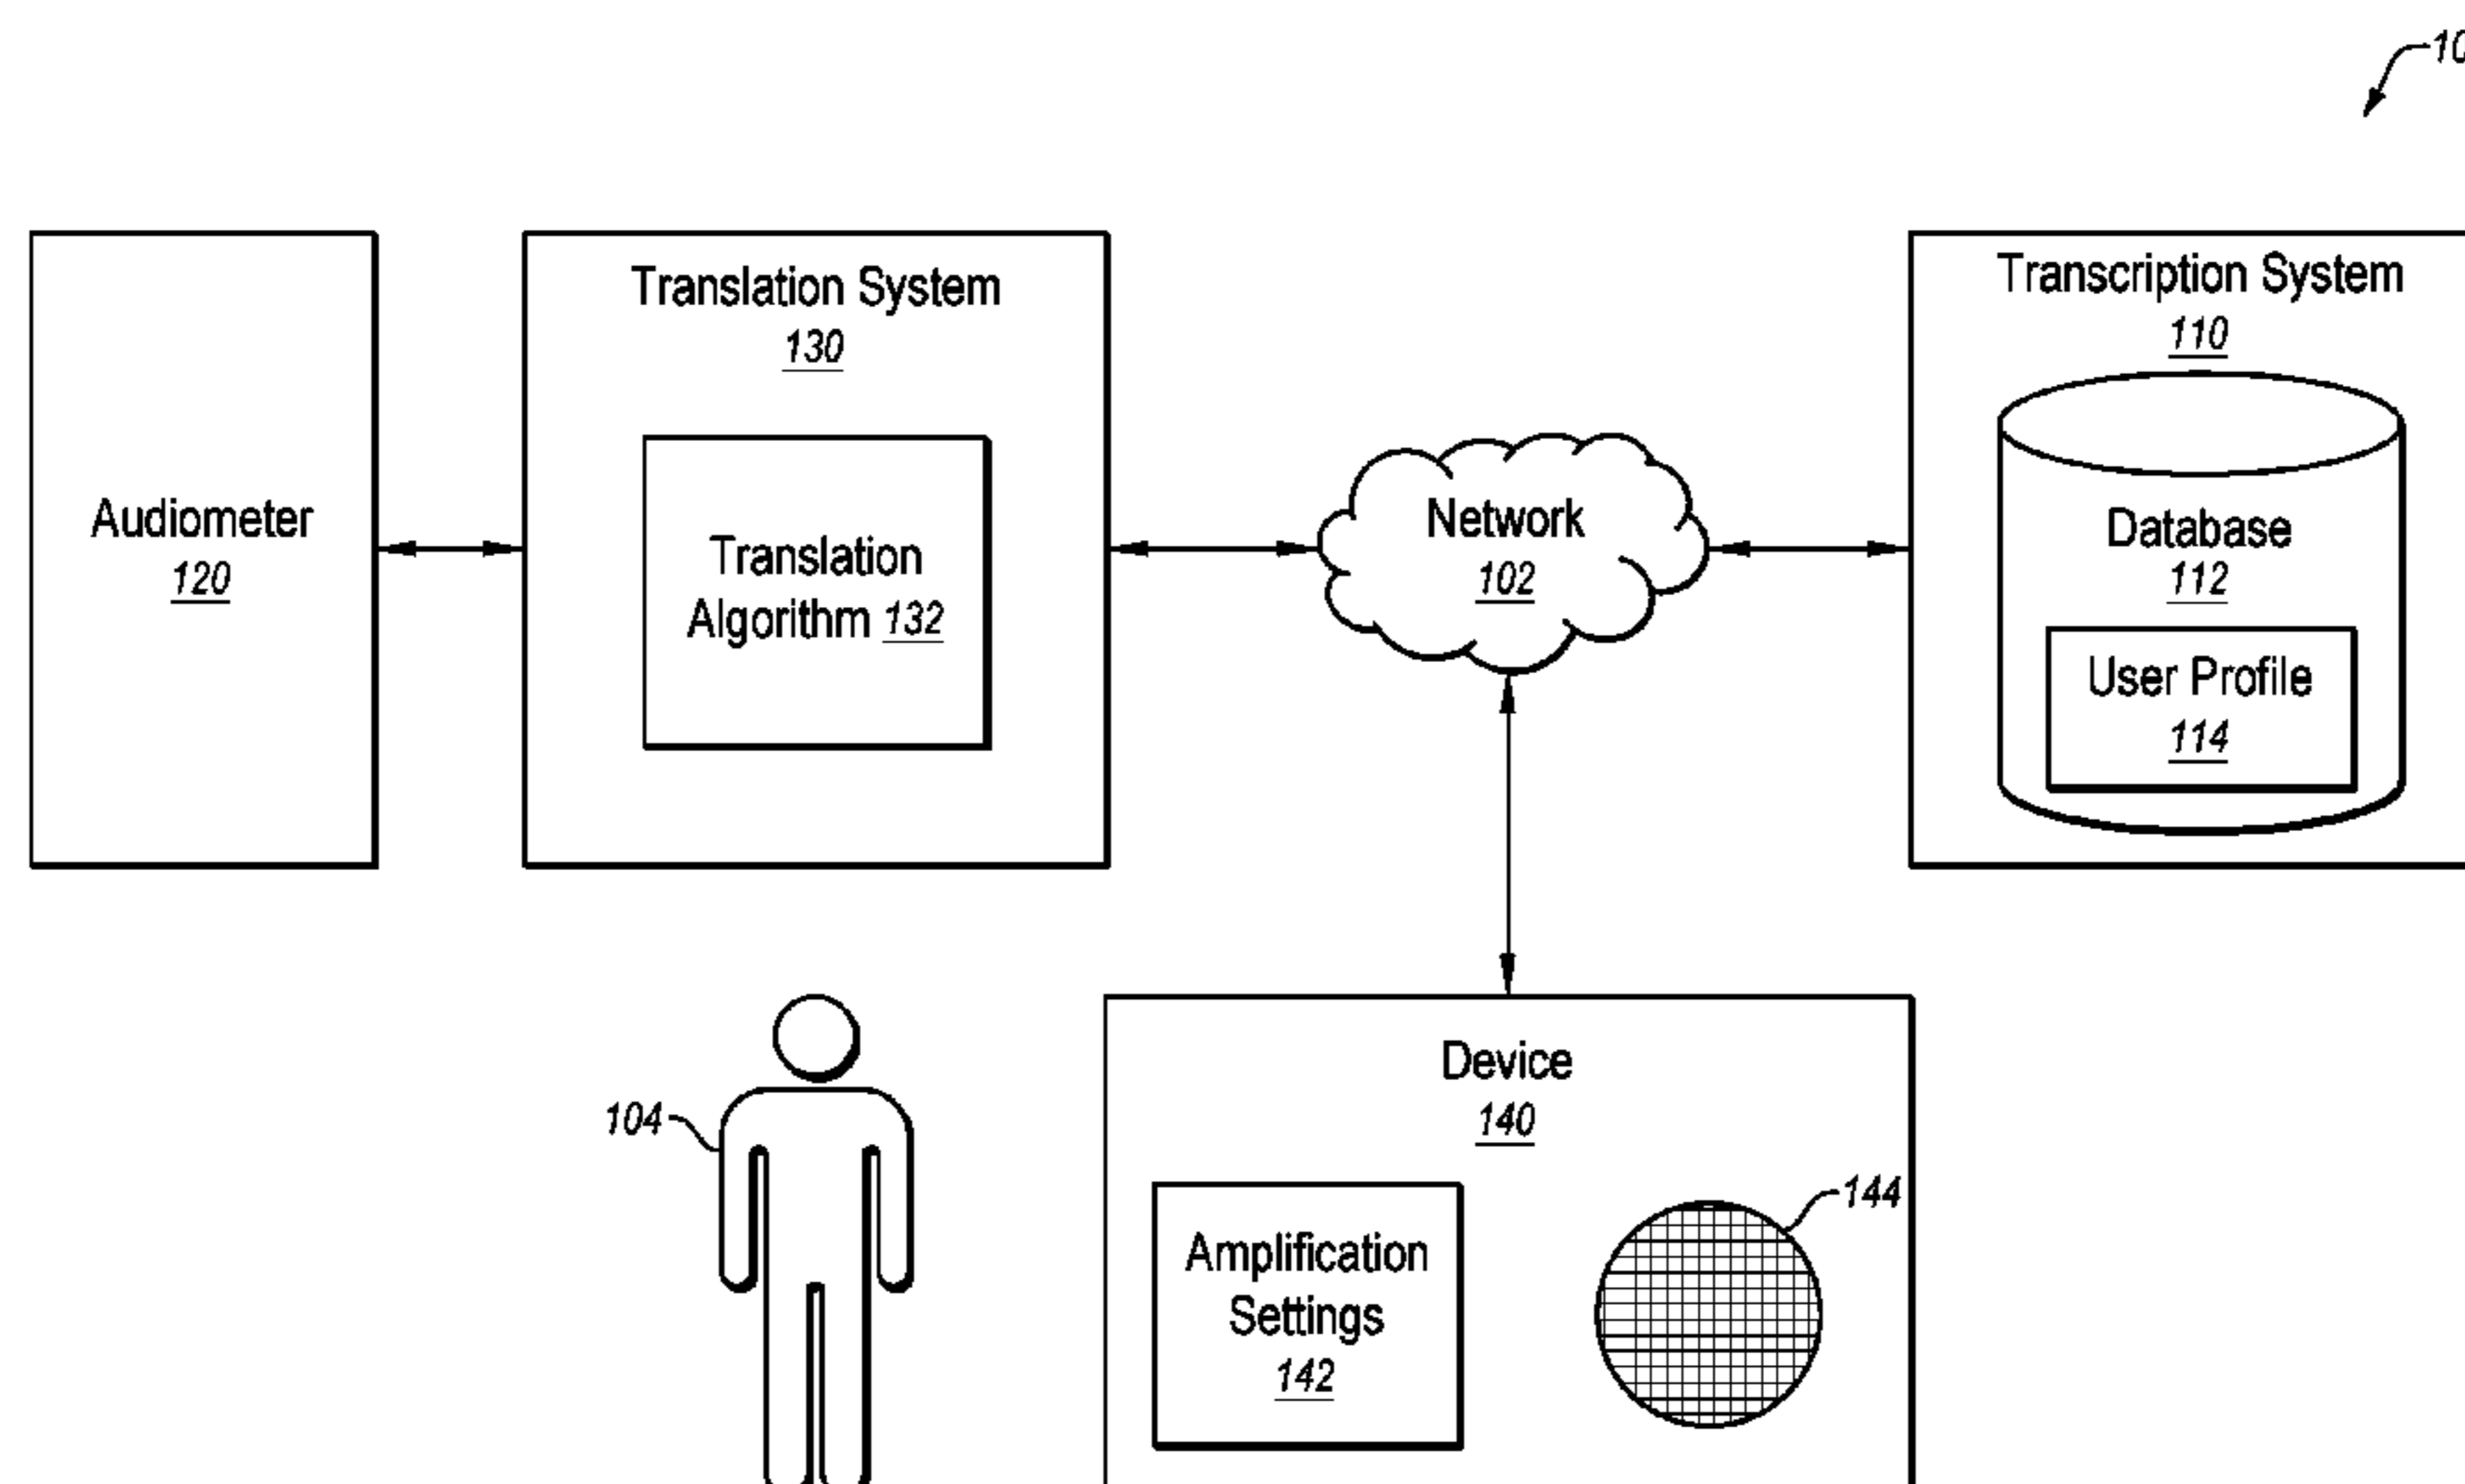 Translation System
130
Transcription System
110
Audiometer
120
Translation
Algorithm 132
Network
102
Database
112
User Profile
114
104
Device
140
144
Amplification
Settings
142